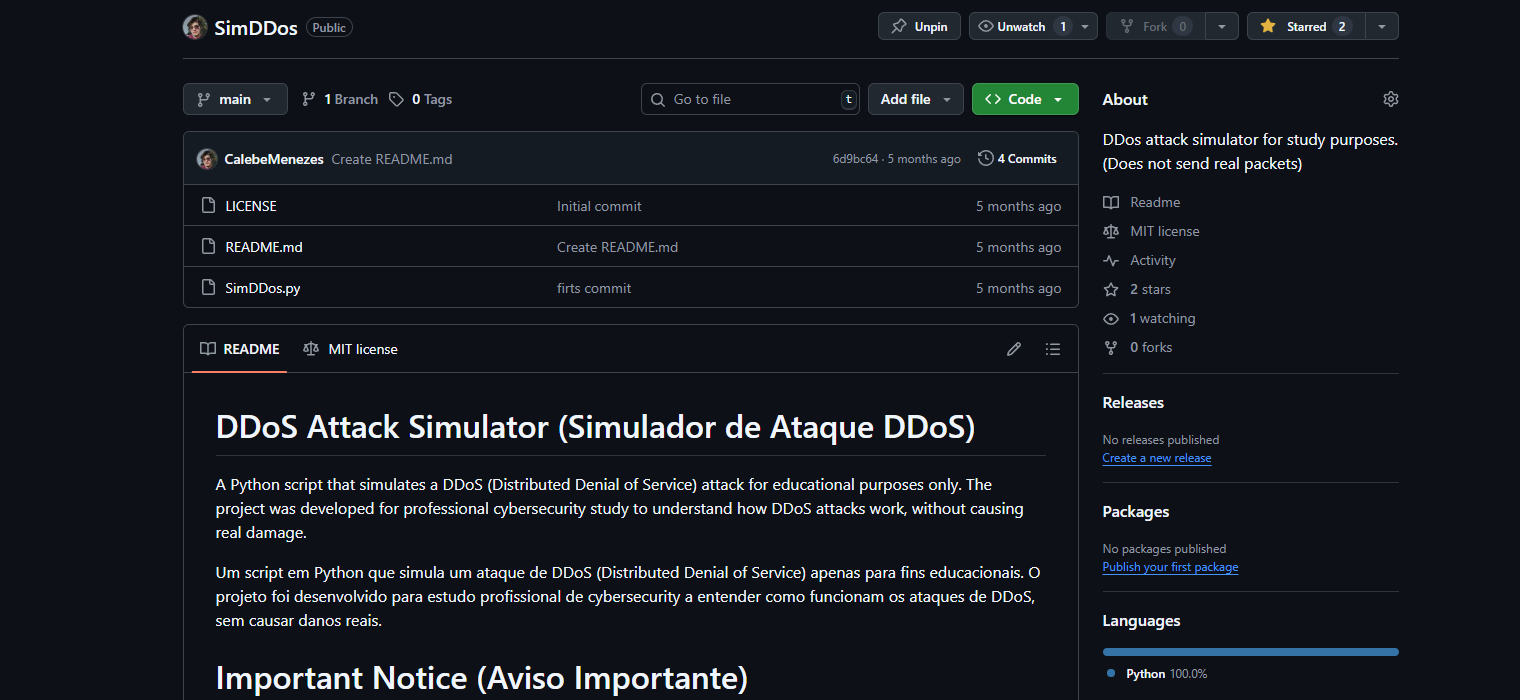 SimDDos Public Unpin Unwatch 1 Fork 0 Starred 2
main 1 Branch 0 Tags Go to file t Add file Code
CalebeMenezes Create README.md 6d9bc64 · 5 months ago 4 Commits
LICENSE Initial commit 5 months ago
README.md Create README.md 5 months ago
SimDDos.py firts commit 5 months ago
README MIT license
DDoS Attack Simulator (Simulador de Ataque DDoS)
A Python script that simulates a DDoS (Distributed Denial of Service) attack for educational purposes only. The
project was developed for professional cybersecurity study to understand how DDoS attacks work, without causing
real damage.
Um script em Python que simula um ataque de DDoS (Distributed Denial of Service) apenas para fins educacionais. O
projeto foi desenvolvido para estudo profissional de cybersecurity a entender como funcionam os ataques de DDoS,
sem causar danos reais.
Important Notice (Aviso Importante)
About
DDos attack simulator for study purposes.
(Does not send real packets)
Readme
MIT license
Activity
2 stars
1 watching
0 forks
Releases
No releases published
Create a new release
Packages
No packages published
Publish your first package
Languages
Python 100.0%